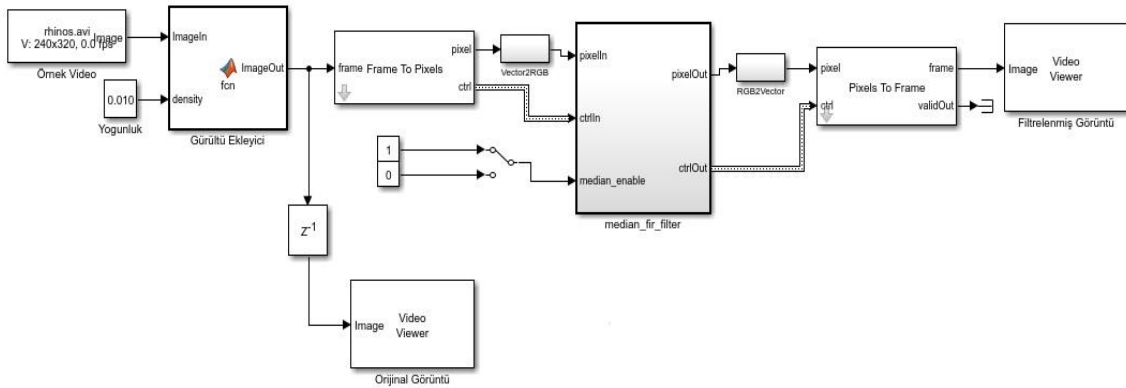 rhinos.avi
Image
V: 240x320, 0.0 fps
Örnek Video
0.010
Yogunluk
ImageIn
density
ImageOut
fcn
Gürültü Ekleyici
frame
Frame To Pixels
pixel
ctrl
Vector2RGB
1
0
pixelIn
ctrlIn
median_enable
pixelOut
ctrlOut
median_fir_filter
RGB2Vector
pixel
ctrl
Pixels To Frame
frame
validOut
Image
Video
Viewer
Filtrelenmiş Görüntü
Z-1
Image
Video
Viewer
Orijinal Görüntü